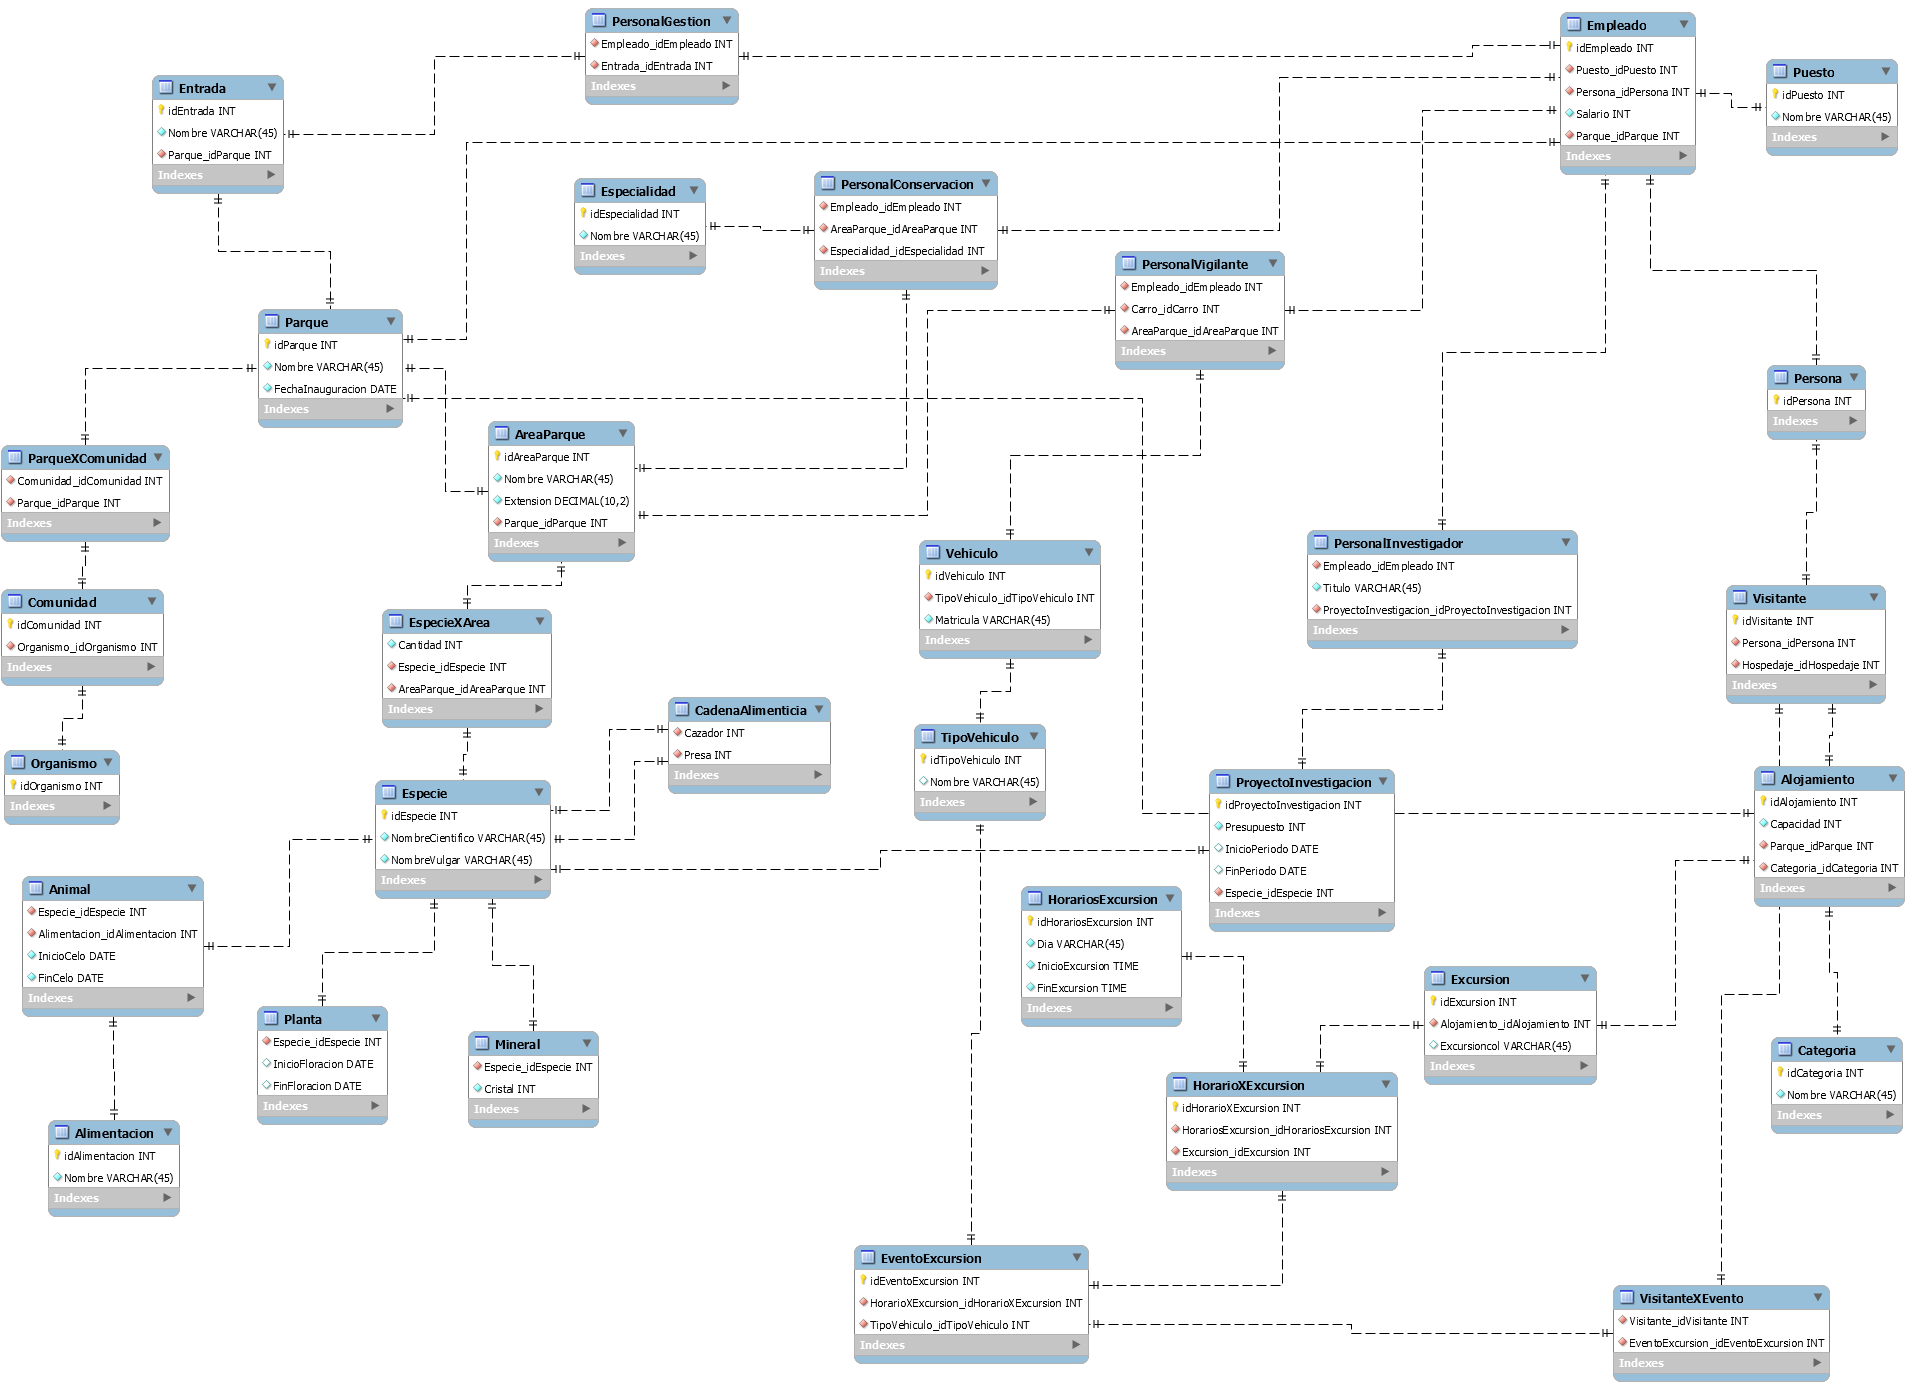 PersonalGestion
Empleado_idEmpleado INT
Entrada_idEntrada INT
Indexes
Empleado
idEmpleado INT
Puesto_idPuesto INT
Persona_idPersona INT
Salario INT
Parque_idParque INT
Indexes
Puesto
idPuesto INT
Nombre VARCHAR(45)
Indexes
Entrada
idEntrada INT
Nombre VARCHAR(45)
Parque_idParque INT
Indexes
Especialidad
idEspecialidad INT
Nombre VARCHAR(45)
Indexes
PersonalConservacion
Empleado_idEmpleado INT
AreaParque_idAreaParque INT
Especialidad_idEspecialidad INT
Indexes
PersonalVigilante
Empleado_idEmpleado INT
Carro_idCarro INT
AreaParque_idAreaParque INT
Indexes
Parque
idParque INT
Nombre VARCHAR(45)
FechaInauguracion DATE
Indexes
Persona
idPersona INT
Indexes
AreaParque
idAreaParque INT
Nombre VARCHAR(45)
Extension DECIMAL(10,2)
Parque_idParque INT
Indexes
ParqueXComunidad
Comunidad_idComunidad INT
Parque_idParque INT
Indexes
Vehiculo
idVehiculo INT
TipoVehiculo_idTipoVehiculo INT
Matricula VARCHAR(45)
Indexes
PersonalInvestigador
Empleado_idEmpleado INT
Titulo VARCHAR(45)
ProyectoInvestigacion_idProyectoInvestigacion INT
Indexes
Comunidad
idComunidad INT
Organismo_idOrganismo INT
Indexes
EspecieXArea
Cantidad INT
Especie_idEspecie INT
AreaParque_idAreaParque INT
Indexes
Visitante
idVisitante INT
Persona_idPersona INT
Hospedaje_idHospedaje INT
Indexes
CadenaAlimenticia
Cazador INT
Presa INT
Indexes
TipoVehiculo
idTipoVehiculo INT
Nombre VARCHAR(45)
Indexes
Organismo
idOrganismo INT
Indexes
Especie
idEspecie INT
NombreCientifico VARCHAR(45)
NombreVulgar VARCHAR(45)
Indexes
ProyectoInvestigacion
idProyectoInvestigacion INT
Presupuesto INT
InicioPeriodo DATE
FinPeriodo DATE
Especie_idEspecie INT
Indexes
Alojamiento
idAlojamiento INT
Capacidad INT
Parque_idParque INT
Categoria_idCategoria INT
Indexes
Animal
Especie_idEspecie INT
Alimentacion_idAlimentacion INT
InicioCelo DATE
FinCelo DATE
Indexes
HorariosExcursion
idHorariosExcursion INT
Dia VARCHAR(45)
InicioExcursion TIME
FinExcursion TIME
Indexes
Excursion
idExcursion INT
Alojamiento_idAlojamiento INT
Excursioncol VARCHAR(45)
Indexes
Planta
Especie_idEspecie INT
InicioFloracion DATE
FinFloracion DATE
Indexes
Mineral
Especie_idEspecie INT
Cristal INT
Indexes
Categoria
idCategoria INT
Nombre VARCHAR(45)
Indexes
HorarioXExcursion
idHorarioXExcursion INT
HorariosExcursion_idHorariosExcursion INT
Excursion_idExcursion INT
Indexes
Alimentacion
idAlimentacion INT
Nombre VARCHAR(45)
Indexes
EventoExcursion
idEventoExcursion INT
HorarioXExcursion_idHorarioXExcursion INT
TipoVehiculo_idTipoVehiculo INT
Indexes
VisitanteXEvento
Visitante_idVisitante INT
EventoExcursion_idEventoExcursion INT
Indexes